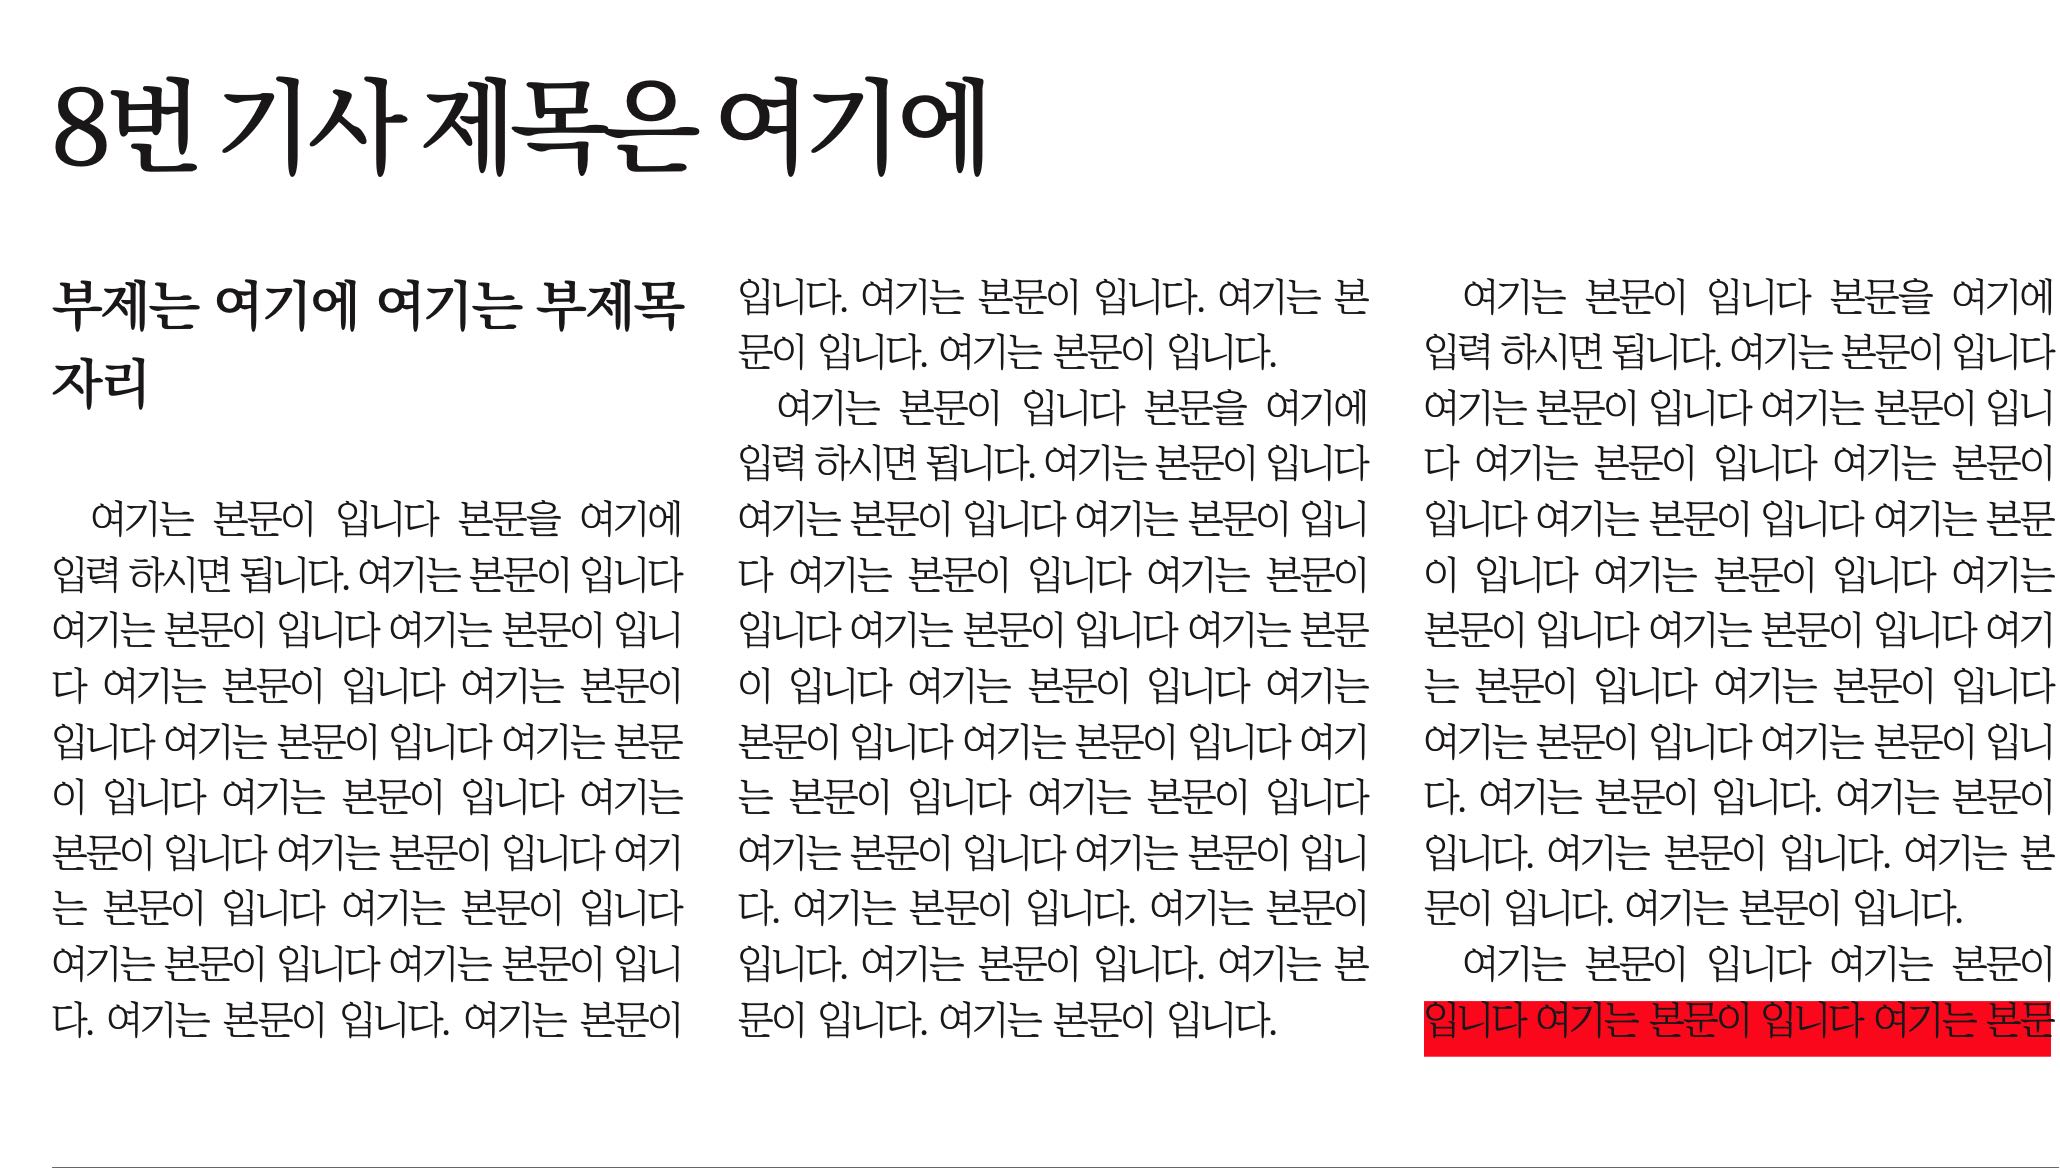 8번 기사 제목은 여기에
부제는 여기에 여기는 부제목
자리
여기는 본문이 입니다 본문을 여기에
입력 하시면 됩니다. 여기는 본문이 입니다
여기는 본문이 입니다 여기는 본문이 입니
다 여기는 본문이 입니다 여기는 본문이
입니다 여기는 본문이 입니다 여기는 본문
이 입니다 여기는 본문이 입니다 여기는
본문이 입니다 여기는 본문이 입니다 여기
는 본문이 입니다 여기는 본문이 입니다
여기는 본문이 입니다 여기는 본문이 입니
다. 여기는 본문이 입니다. 여기는 본문이
입니다. 여기는 본문이 입니다. 여기는 본
문이 입니다. 여기는 본문이 입니다.
여기는 본문이 입니다 본문을 여기에
입력 하시면 됩니다. 여기는 본문이 입니다
여기는 본문이 입니다 여기는 본문이 입니
다 여기는 본문이 입니다 여기는 본문이
입니다 여기는 본문이 입니다 여기는 본문
이 입니다 여기는 본문이 입니다 여기는
본문이 입니다 여기는 본문이 입니다 여기
는 본문이 입니다 여기는 본문이 입니다
여기는 본문이 입니다 여기는 본문이 입니
다. 여기는 본문이 입니다. 여기는 본문이
입니다. 여기는 본문이 입니다. 여기는 본
문이 입니다. 여기는 본문이 입니다.
여기는 본문이 입니다 본문을 여기에
입력 하시면 됩니다. 여기는 본문이 입니다
여기는 본문이 입니다 여기는 본문이 입니
다 여기는 본문이 입니다 여기는 본문이
입니다 여기는 본문이 입니다 여기는 본문
이 입니다 여기는 본문이 입니다 여기는
본문이 입니다 여기는 본문이 입니다 여기
는 본문이 입니다 여기는 본문이 입니다
여기는 본문이 입니다 여기는 본문이 입니
다. 여기는 본문이 입니다. 여기는 본문이
입니다. 여기는 본문이 입니다. 여기는 본
문이 입니다. 여기는 본문이 입니다.
여기는 본문이 입니다 여기는 본문이
입니다 여기는 본문이 입니다 여기는 본문